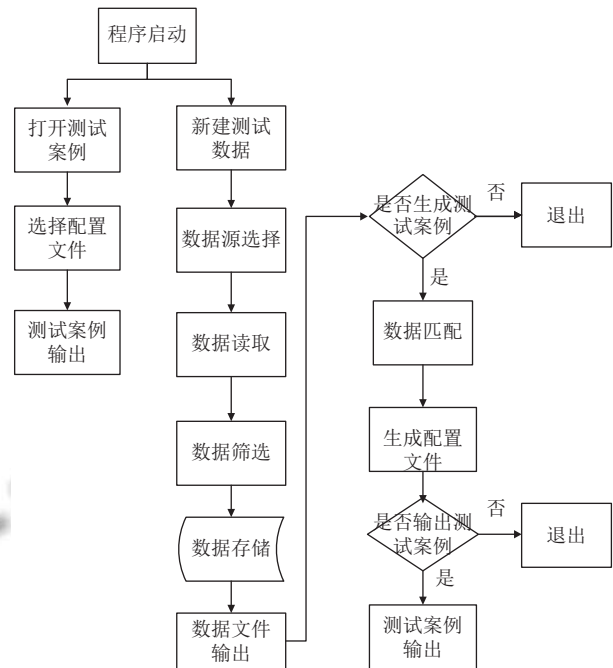 程序启动
打开测试
案例
选择配置
文件
测试案例
输出
新建测试
数据
数据源选择
数据读取
数据筛选
数据存储
数据文件
输出
是否生成测
试案例
否
退出
是
数据匹配
生成配置
文件
是否输出测
试案例
否
退出
是
测试案例
输出